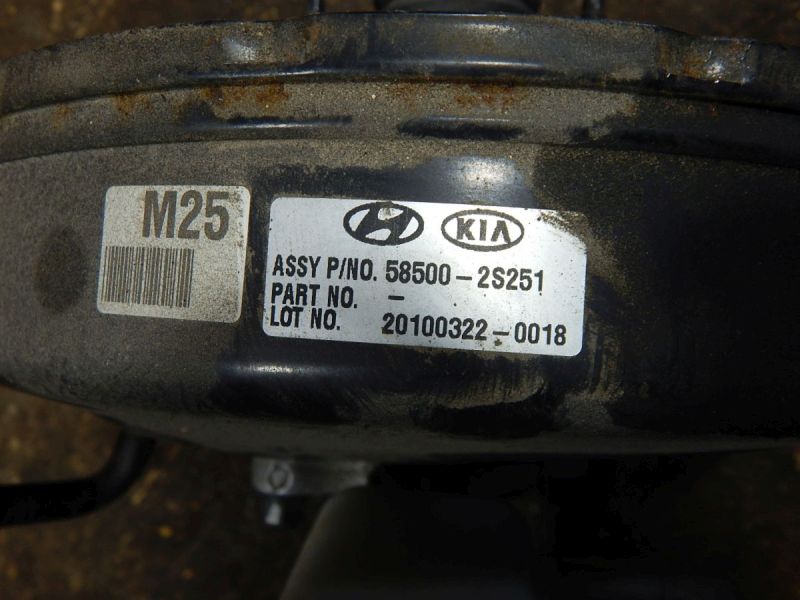 M25
KIA
ASSY P/NO. 58500-2S251
PART NO. -
LOT NO. 20100322-0018